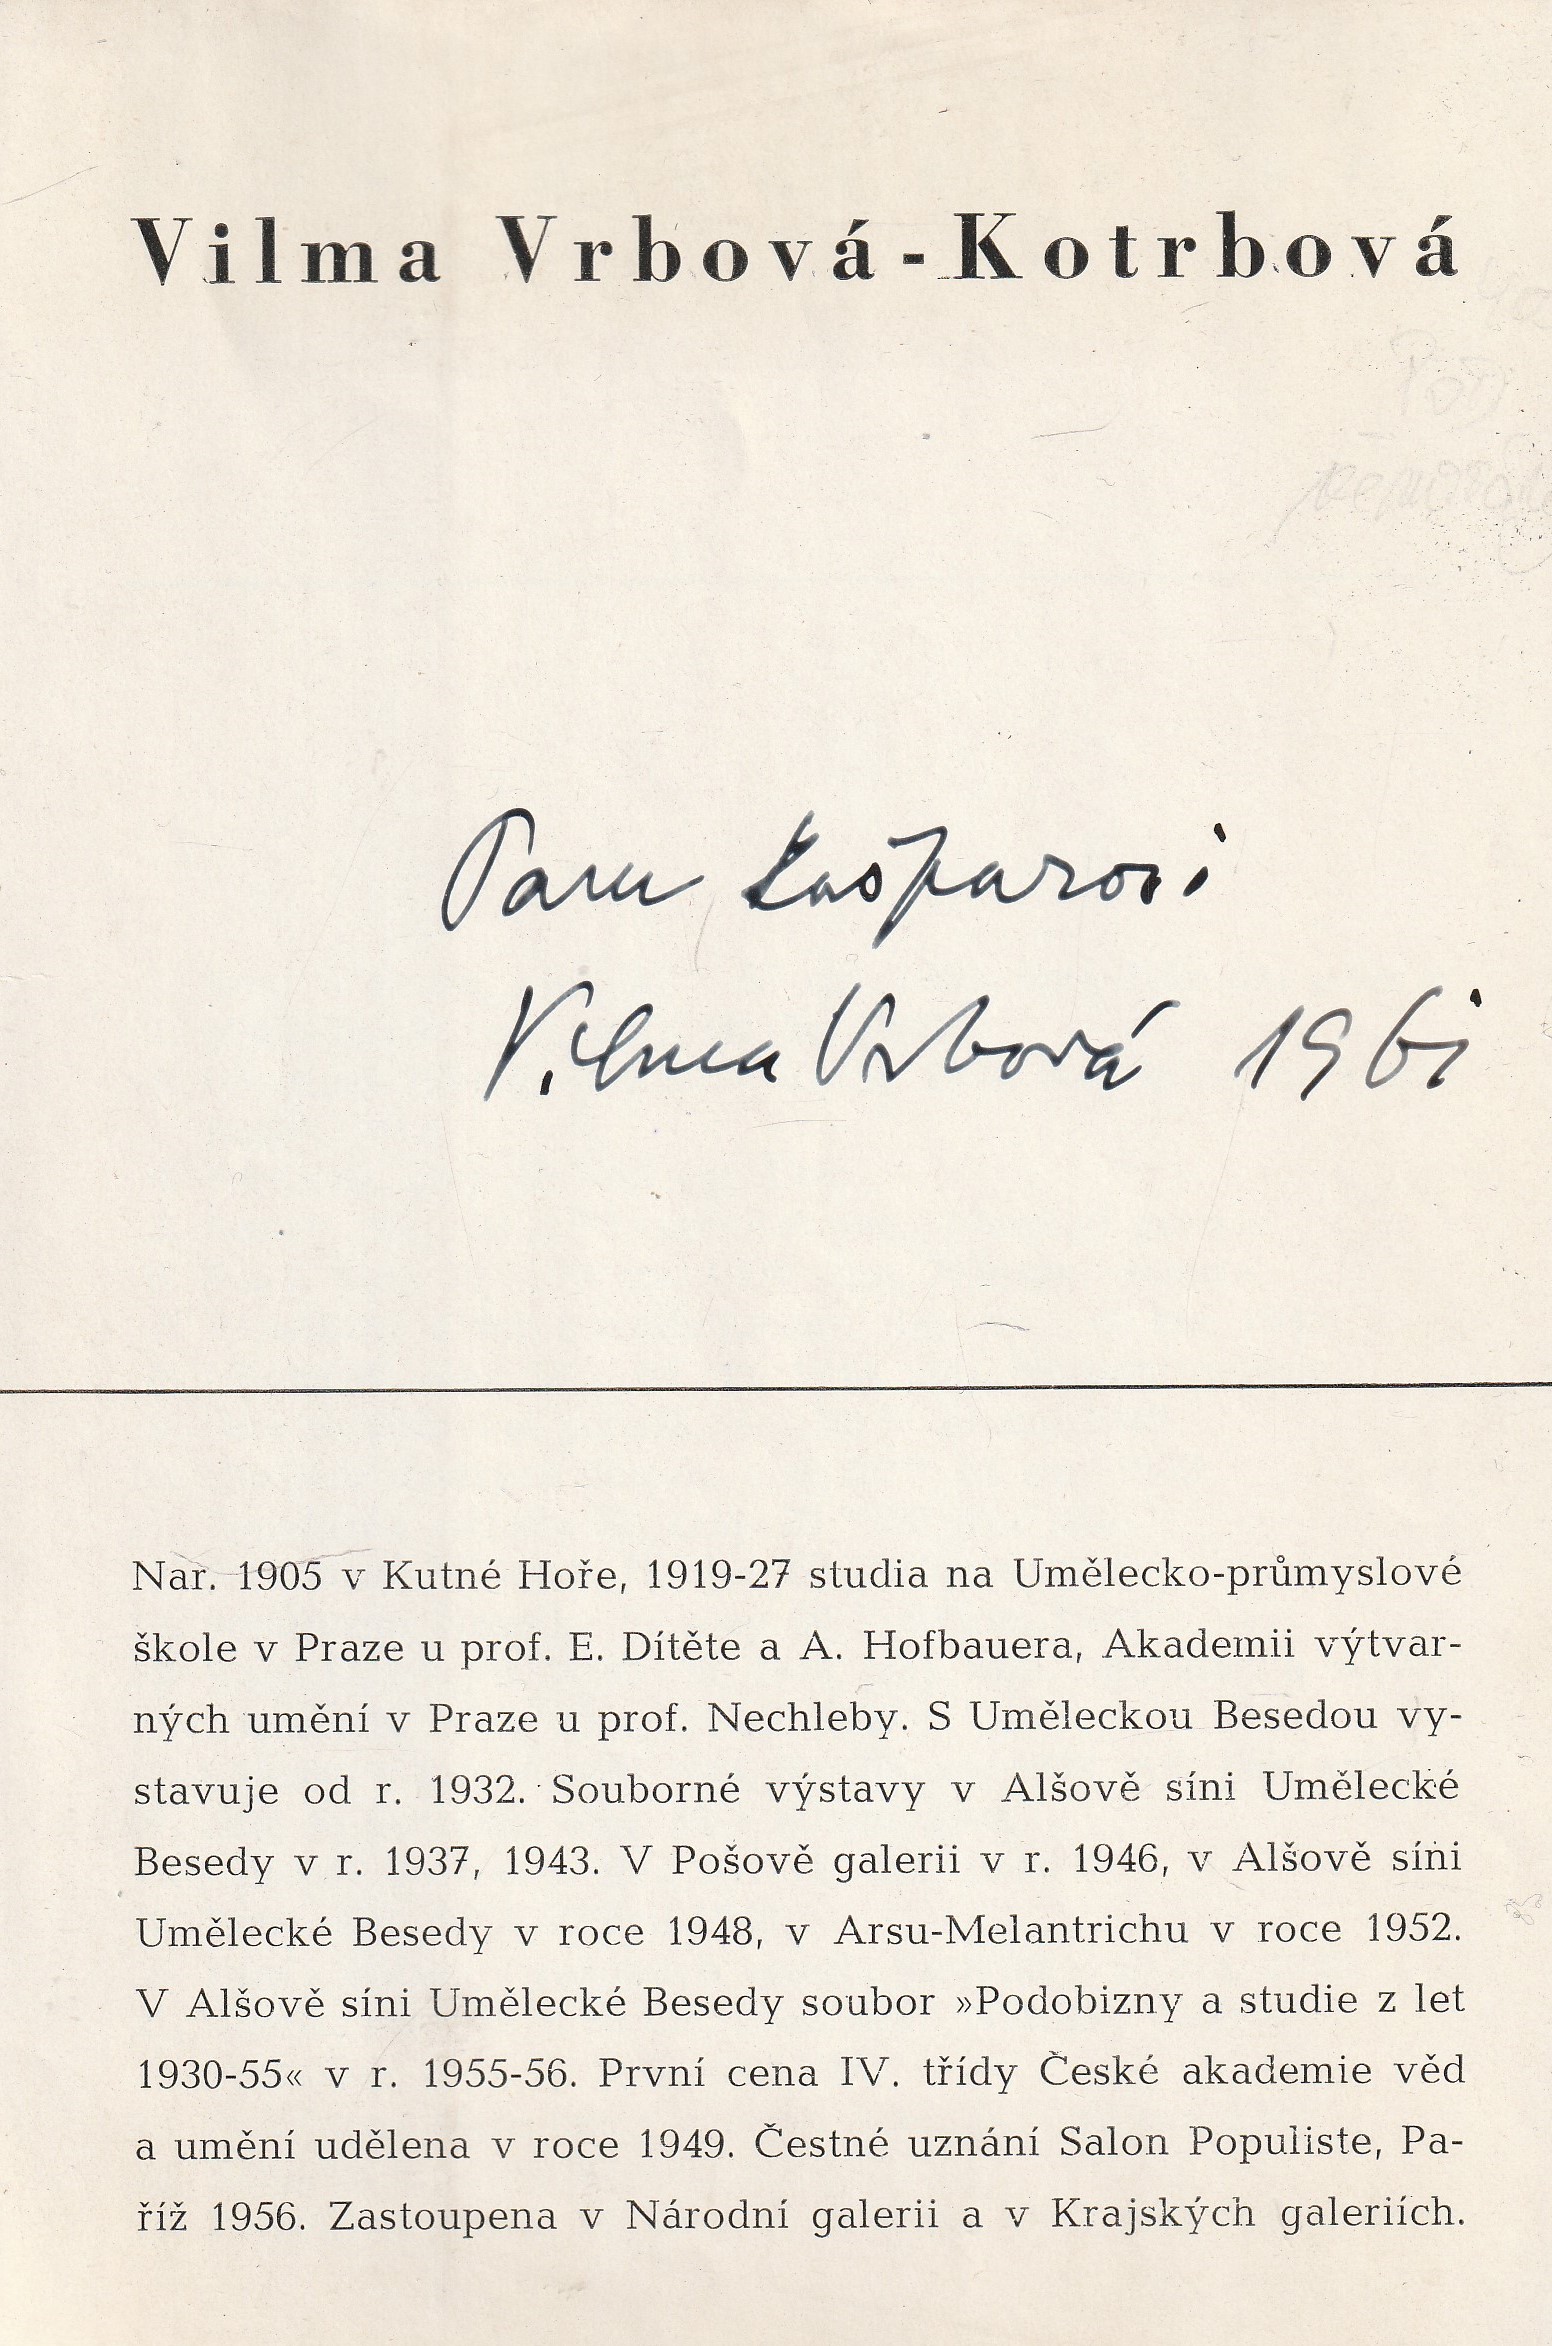 Vilma Vrbová-Kotrbová
Panu Kašparovi
Vilma Vrbová 1961
Nar. 1905 v Kutné Hoře, 1919-27 studia na Umělecko-průmyslové
škole v Praze u prof. E. Dítěte a A. Hofbauera, Akademii výtvar-
ných umění v Praze u prof. Nechleby. S Uměleckou Besedou vy-
stavuje od r. 1932. Souborné výstavy v Alšově síni Umělecké
Besedy v r. 1937, 1943. V Pošově galerii v r. 1946, v Alšově síni
Umělecké Besedy v roce 1948, v Arsu-Melantrichu v roce 1952.
V Alšově síni Umělecké Besedy soubor »Podobizny a studie z let
1930-55« v r. 1955-56. První cena IV. třídy České akademie věd
a umění udělena v roce 1949. Čestné uznání Salon Populiste, Pa-
říž 1956. Zastoupena v Národní galerii a v Krajských galeriích.